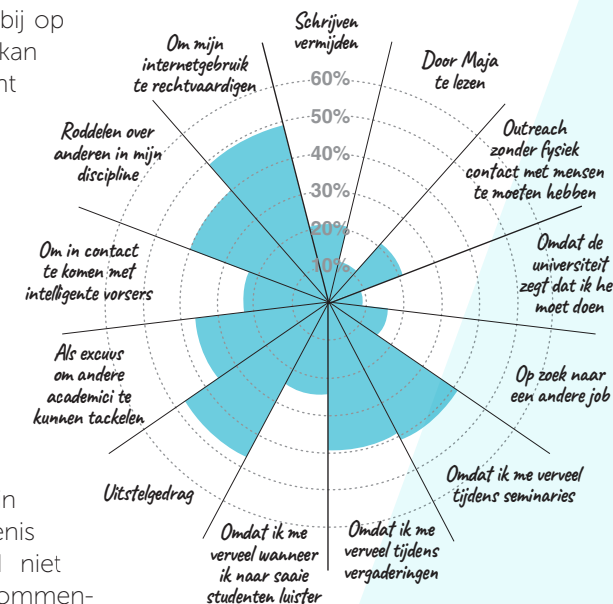 bij op
kan
nt
Schrijven
vermijden
Door Maja
te lezen
Outreach
zonder fysiek
contact met mensen
te moeten hebben
Omdat de
universiteit
zegt dat ik he
moet doen
Op zoek naar
een andere job
Omdat ik me verveel
tijdens seminaries
Omdat ik me
verveel tijdens
vergaderingen
Omdat ik me
verveel wanneer
ik naar saaie
studenten luister
Uitstelgedrag
Als excuus
om andere
academici te
kunnen tackelen
Om in contact
te komen met
intelligente vorsers
Roddelen over
anderen in mijn
discipline
Om mijn
internetgebruik
te rechtvaardigen
60%
50%
40%
30%
20%
10%
n
enis
l niet
ommen-